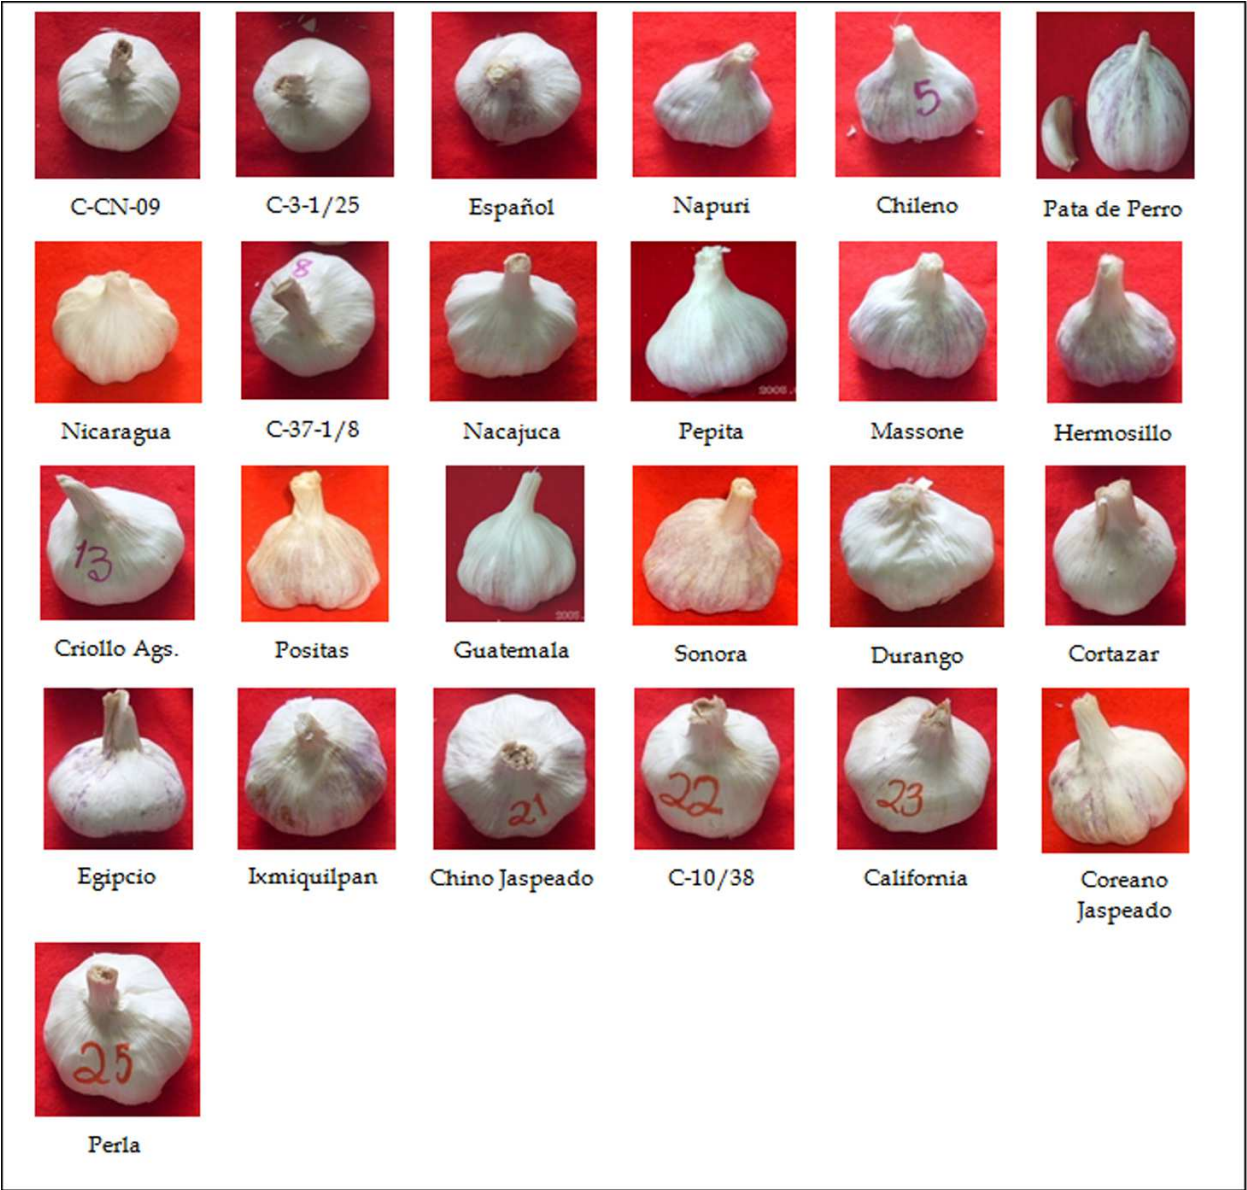 5
C-CN-09 C-3-1/25 Español Napuri Chileno Pata de Perro
8
2005.
Nicaragua C-37-1/8 Nacajuca Pepita Massone Hermosillo
13
2005.
Criollo Ags. Positas Guatemala Sonora Durango Cortazar
21 22 23
Egipcio Ixmiquilpan Chino Jaspeado C-10/38 California Coreano
Jaspeado
25
Perla